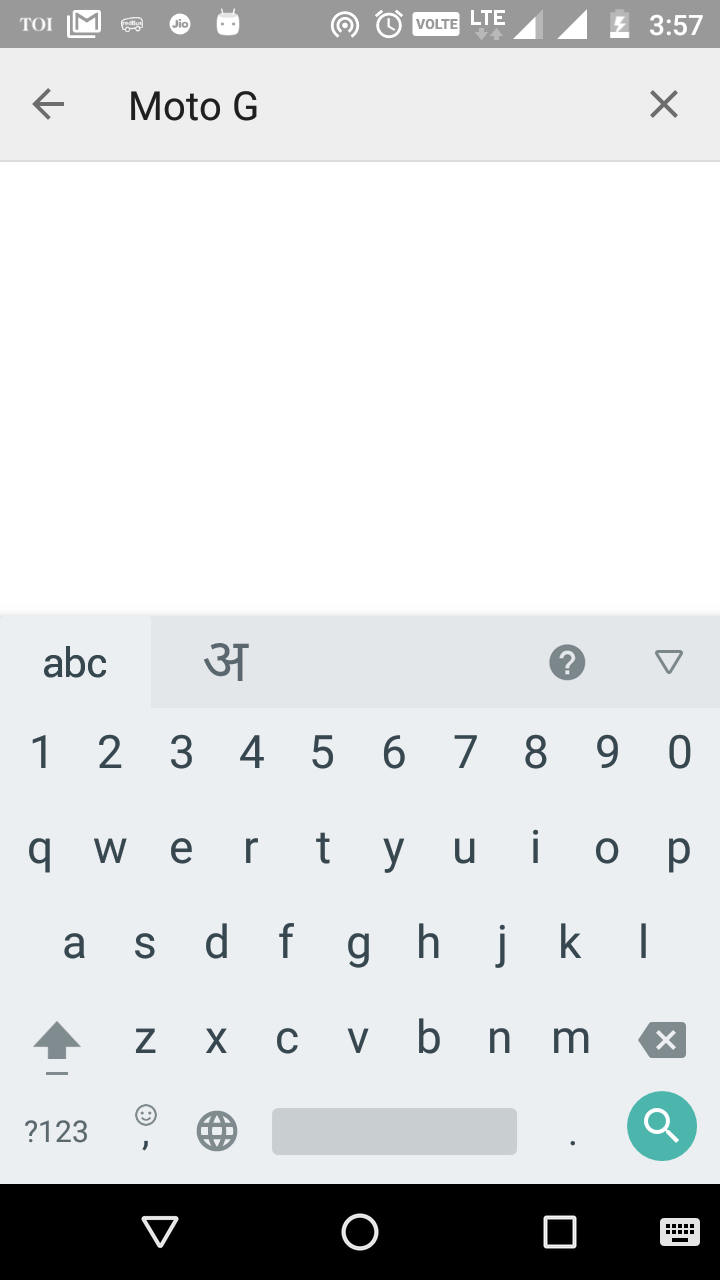 TOI redBus Jio VOLTE LTE 3:57
Moto G
abc अ ?
1 2 3 4 5 6 7 8 9 0
q w e r t y u i o p
a s d f g h j k l
z x c v b n m
?123 , .